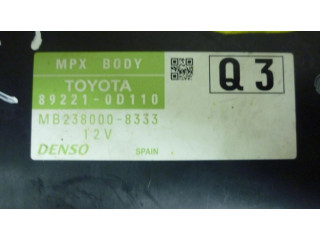 MPX BODY
TOYOTA
89221-0D110
MB238000-8333
12V
DENSO SPAIN
Q3